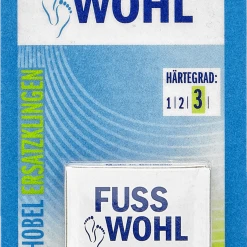 WOHL
HÄRTEGRAD:
1|2|3|
HOBEL ERSATZKLINGEN
FUSS
WOHL